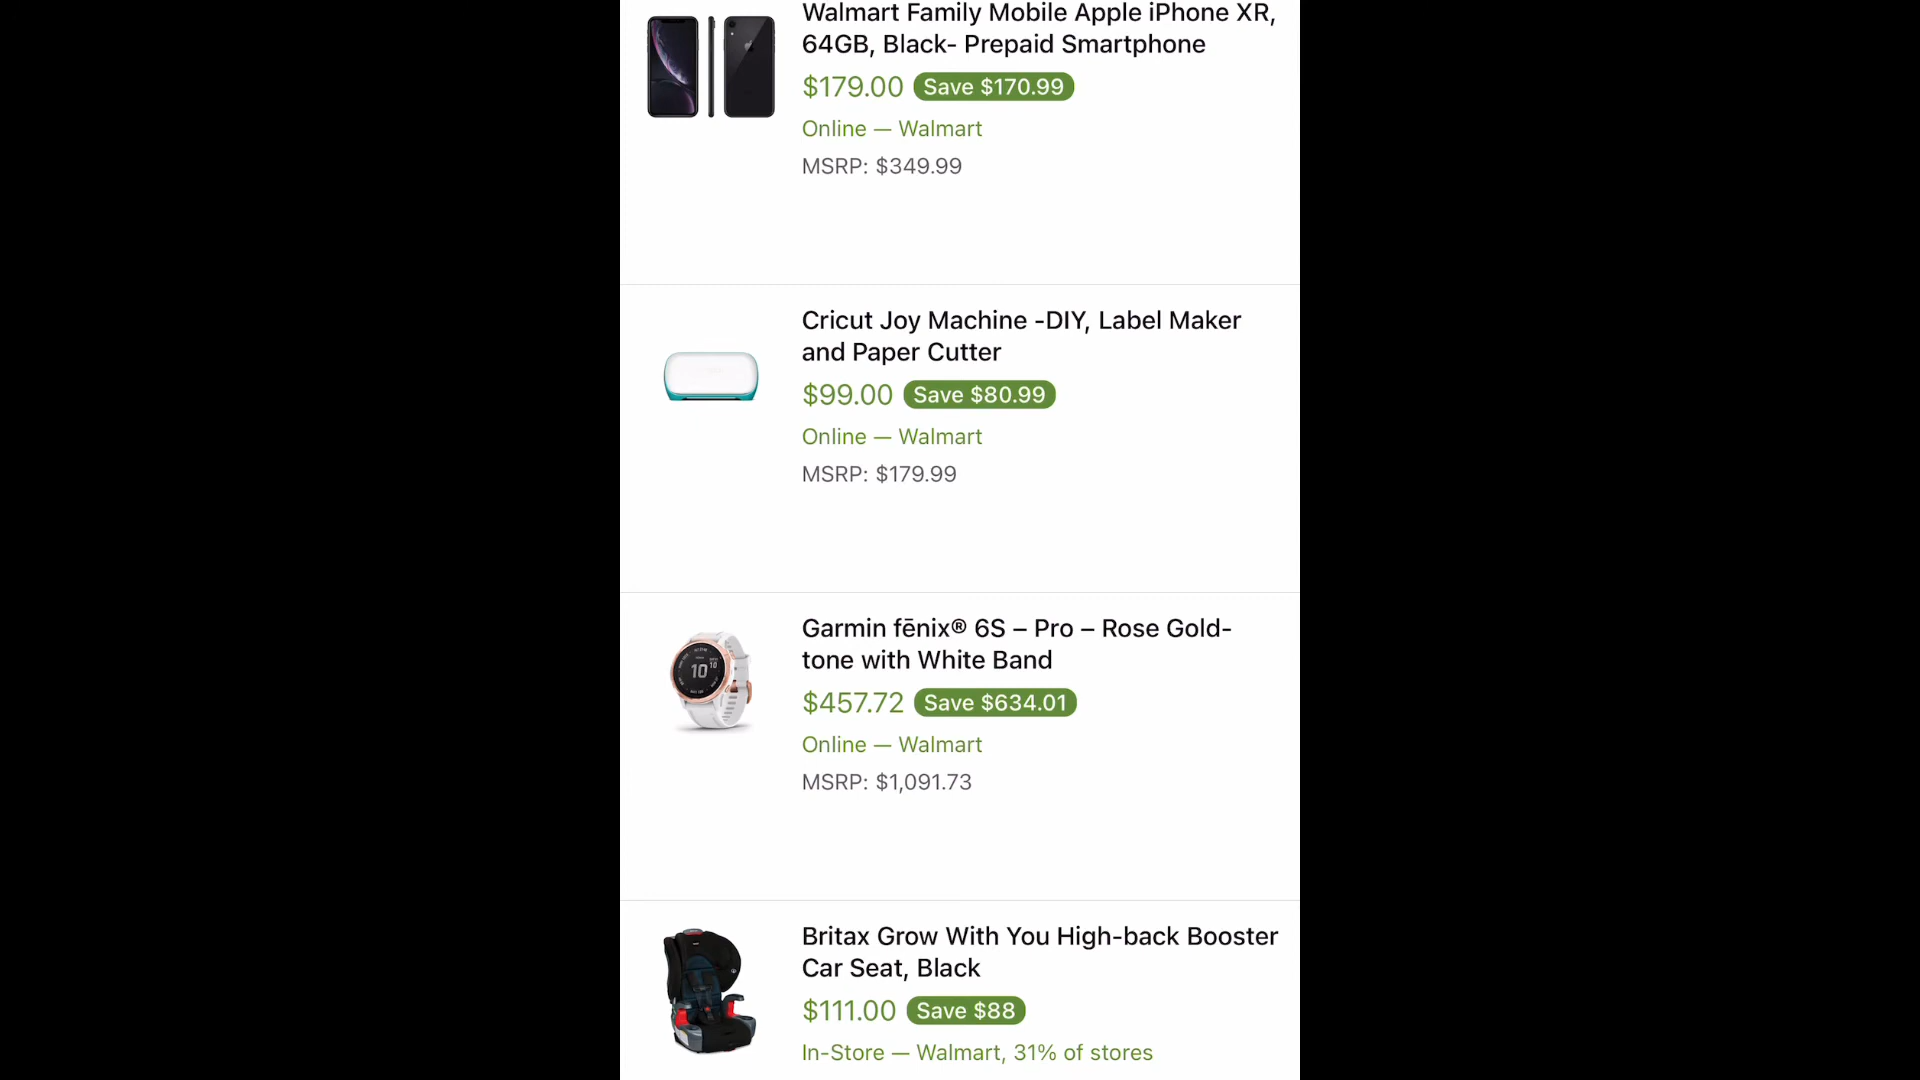 Walmart Family Mobile Apple iPhone XR,
64GB, Black- Prepaid Smartphone
$179.00 Save $170.99
Online — Walmart
MSRP: $349.99
Cricut Joy Machine -DIY, Label Maker
and Paper Cutter
$99.00 Save $80.99
Online — Walmart
MSRP: $179.99
Garmin fēnix® 6S – Pro – Rose Gold-
tone with White Band
$457.72 Save $634.01
Online — Walmart
MSRP: $1,091.73
Britax Grow With You High-back Booster
Car Seat, Black
$111.00 Save $88
In-Store — Walmart, 31% of stores